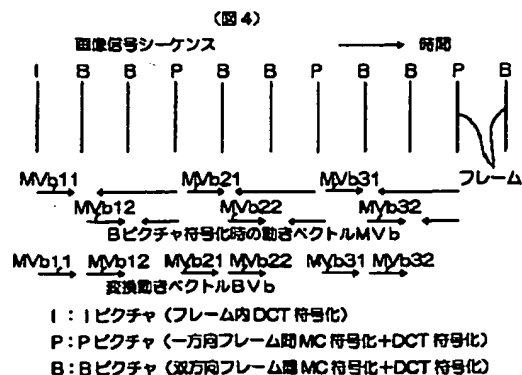 (図4)
画像信号シーケンス 時間
I B B P B B P B B P B
MVb11 MVb21 MVb31 フレーム
MVb12 MVb22 MVb32
Bピクチャ符号化時の動きベクトルMVb
MVb11 MVb12 MVb21 MVb22 MVb31 MVb32
変換動きベクトルBVb
I:Iピクチャ(フレーム内DCT符号化)
P:Pピクチャ(一方向フレーム間MC符号化+DCT符号化)
B:Bピクチャ(双方向フレーム間MC符号化+DCT符号化)